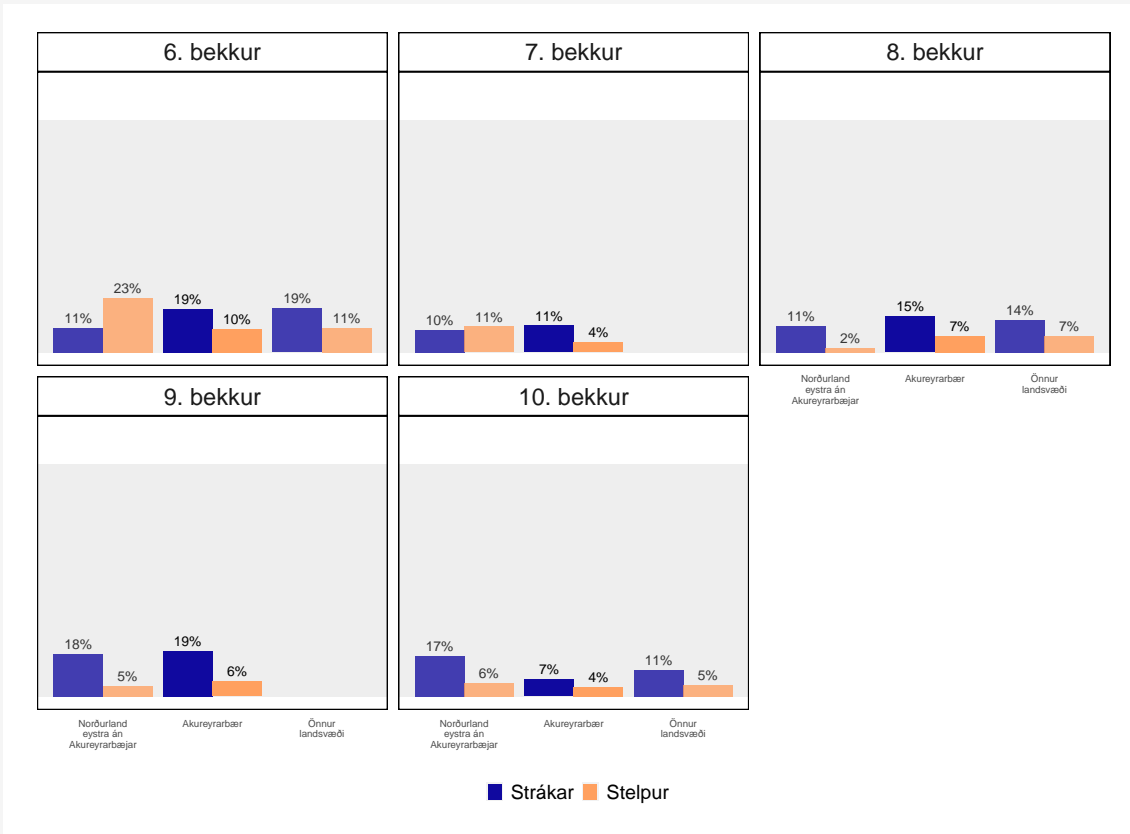 6. bekkur
7. bekkur
8. bekkur
11%
23%
19%
10%
19%
11%
10%
11%
11%
4%
11%
2%
15%
7%
14%
7%
Norðurland
eystra án
Akureyrarbæjar
Akureyrarbær
Önnur
landsvæði
9. bekkur
10. bekkur
18%
5%
19%
6%
17%
6%
7%
4%
11%
5%
Norðurland
eystra án
Akureyrarbæjar
Akureyrarbær
Önnur
landsvæði
Norðurland
eystra án
Akureyrarbæjar
Akureyrarbær
Önnur
landsvæði
Strákar
Stelpur